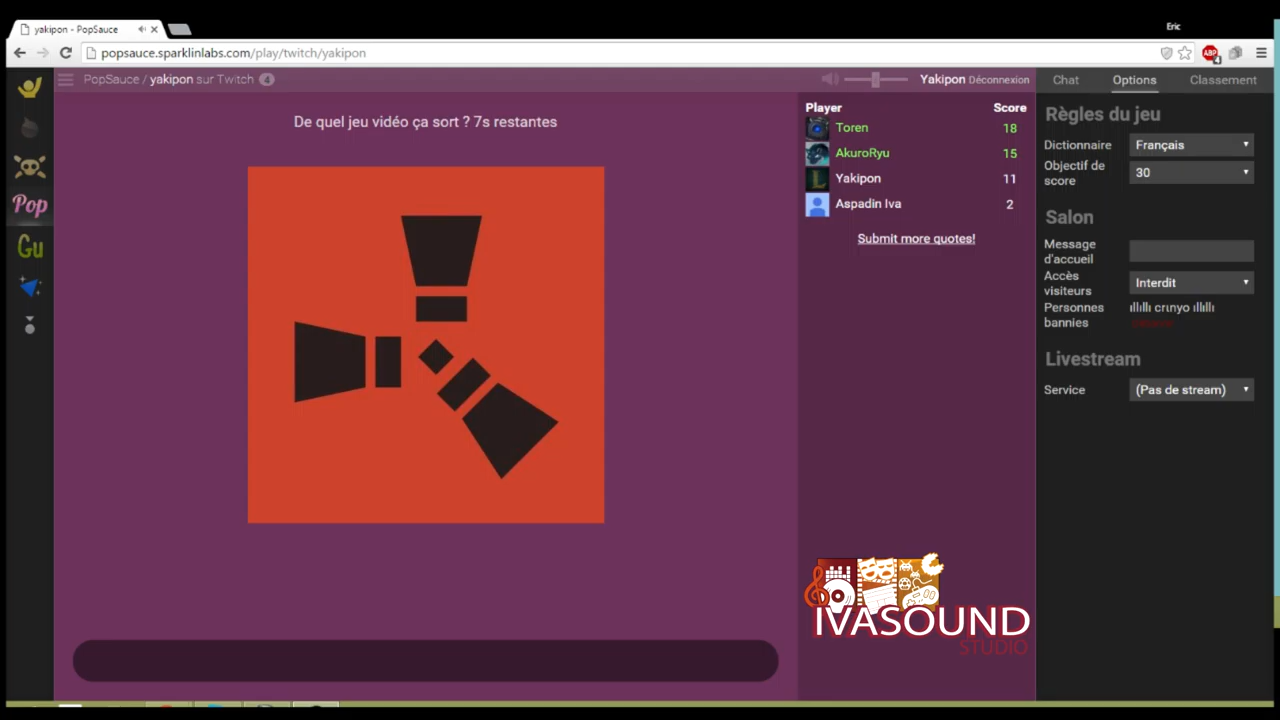 yakipon - PopSauce
Eric
popsauce.sparklinlabs.com/play/twitch/yakipon
ABP
4
PopSauce / yakipon sur Twitch 4
Yakipon Déconnexion
Chat Options Classement
Pop
Gu
De quel jeu vidéo ça sort ? 7s restantes
Player Score
Toren 18
AkuroRyu 15
Yakipon 11
Aspadin Iva 2
Submit more quotes!
Règles du jeu
Dictionnaire Français
Objectif de score 30
Salon
Message d'accueil
Accès visiteurs Interdit
Personnes bannies
Livestream
Service (Pas de stream)
IVASOUND
STUDIO